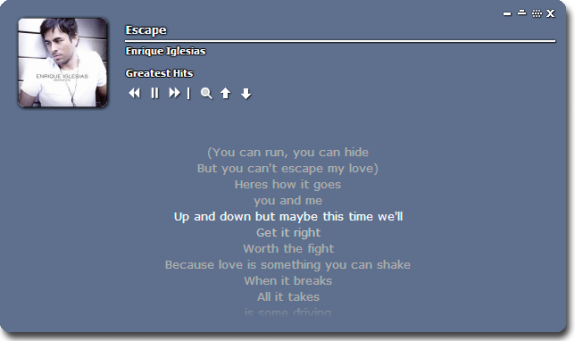 Escape
Enrique Iglesias
Greatest Hits
ENRIQUE IGLESIAS
(You can run, you can hide
But you can't escape my love)
Heres how it goes
you and me
Up and down but maybe this time we'll
Get it right
Worth the fight
Because love is something you can shake
When it breaks
All it takes
is some driving